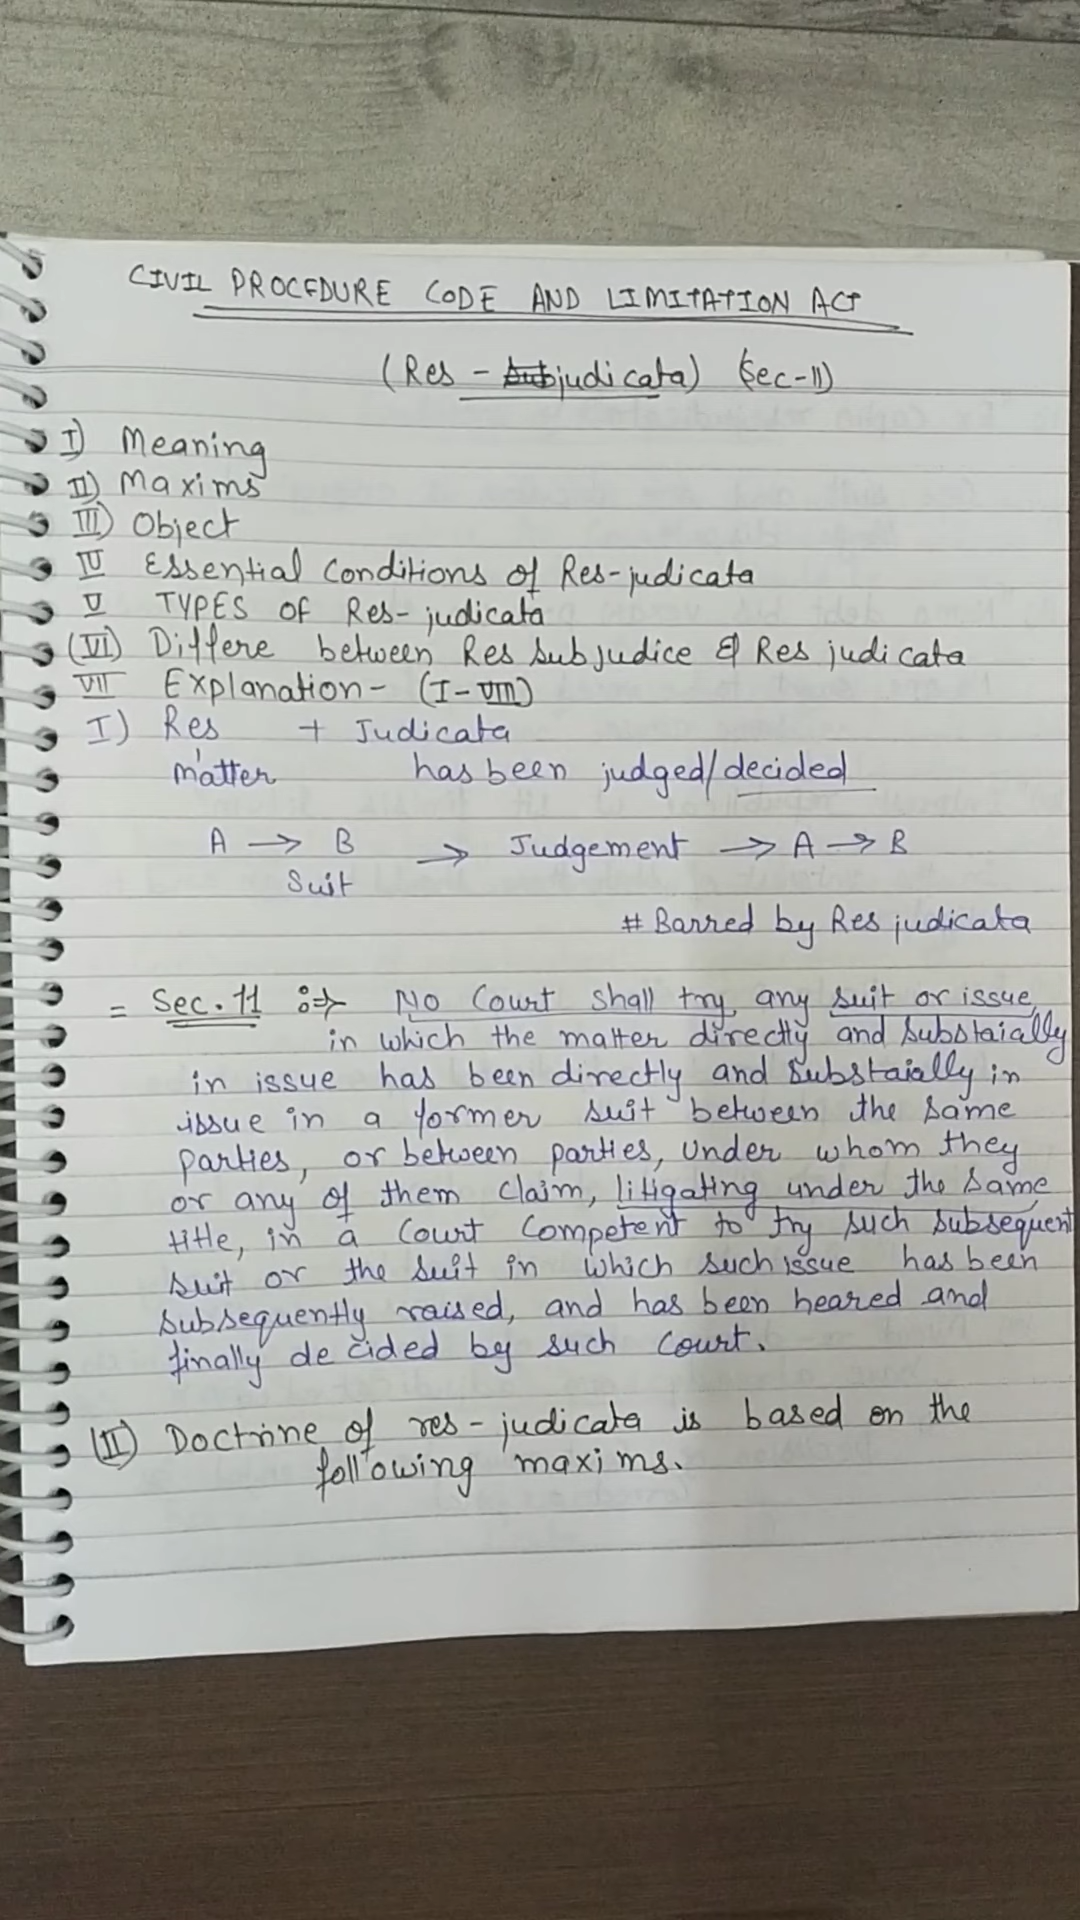 CIVIL PROCEDURE CODE AND LIMITATION ACT
(Res - judicata) (Sec-11)
I) Meaning
II) Maxims
III) Object
IV Essential Conditions of Res-judicata
V TYPES OF Res-judicata
(VI) Differe between Res Subjudice & Res judicata
VII Explanation- (I-VIII)
I) Res + Judicata
matter has been judged/decided
A → B → Judgement → A → B
Suit
# Barred by Res judicata
= Sec. 11 :⇒ No Court shall try any suit or issue
in which the matter directly and substaially
in issue has been directly and substaially in
issue in a former suit between the same
parties, or between parties, under whom they
or any of them claim, litigating under the same
title, in a Court Competent to try such subsequent
suit or the suit in which such issue has been
subsequently raised, and has been heared and
finally decided by such Court.
(II) Doctrine of res-judicata is based on the
following maxims.